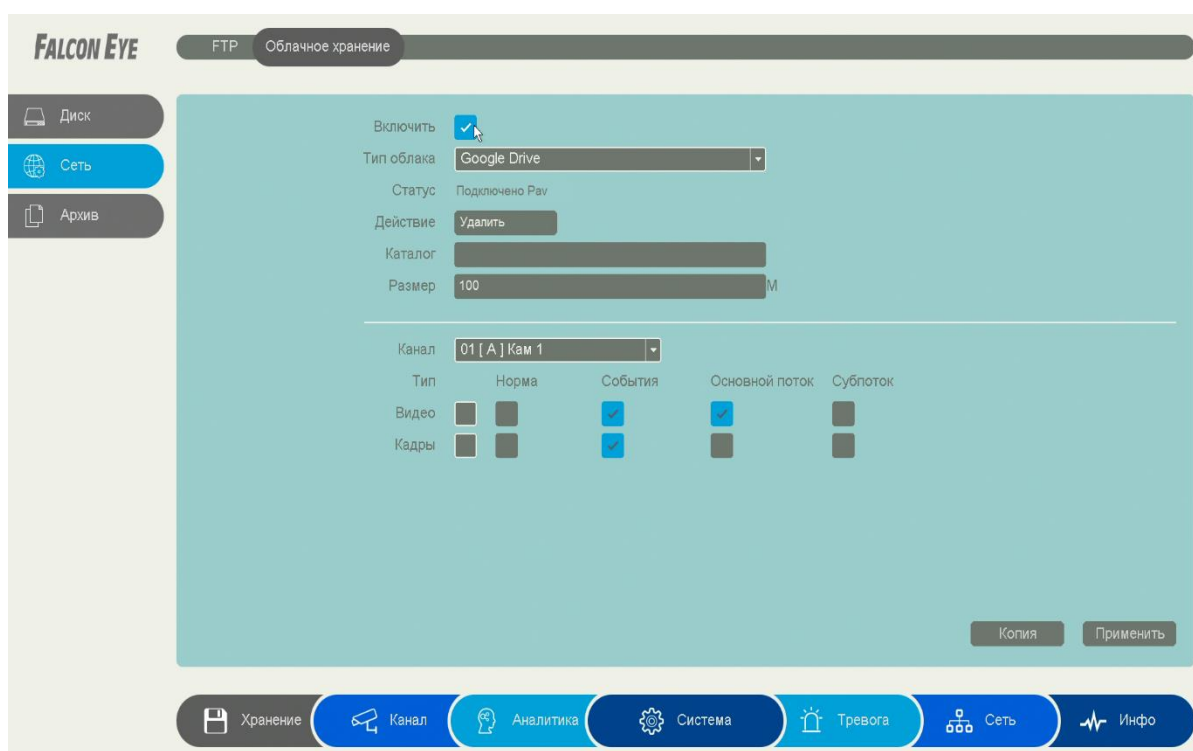 FALCON EYE
FTP Облачное хранение
Диск
Сеть
Архив
Включить
Тип облака Google Drive
Статус Подключено Pav
Действие Удалить
Каталог
Размер 100 M
Канал 01 [ A ] Кам 1
Тип Норма События Основной поток Субпоток
Видео
Кадры
Копия Применить
Хранение Канал Аналитика Система Тревога Сеть Инфо